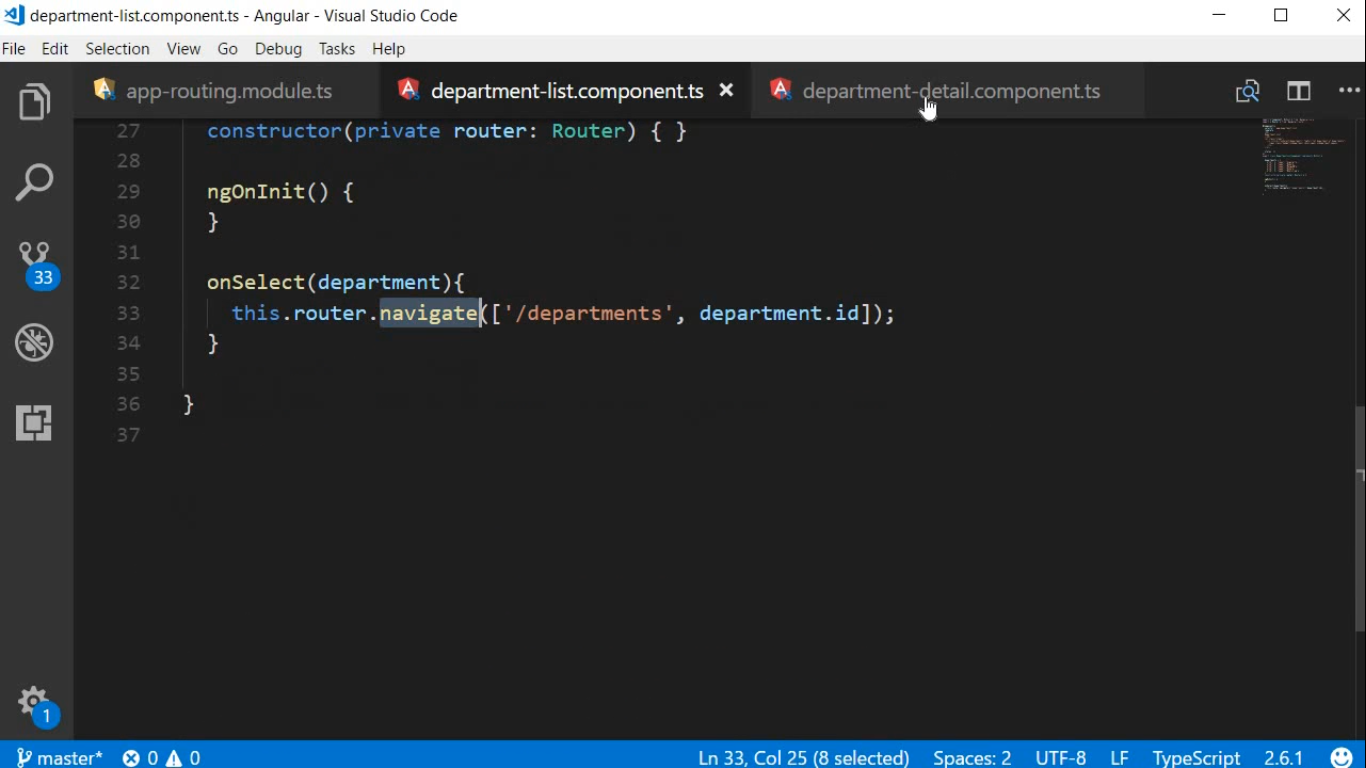 department-list.component.ts - Angular - Visual Studio Code
File Edit Selection View Go Debug Tasks Help
app-routing.module.ts department-list.component.ts department-detail.component.ts
27 constructor(private router: Router) { }
28
29 ngOnInit() {
30 }
31
32 onSelect(department){
33 this.router.navigate(['/departments', department.id]);
34 }
35
36 }
37
33
1
master* 0 0 Ln 33, Col 25 (8 selected) Spaces: 2 UTF-8 LF TypeScript 2.6.1